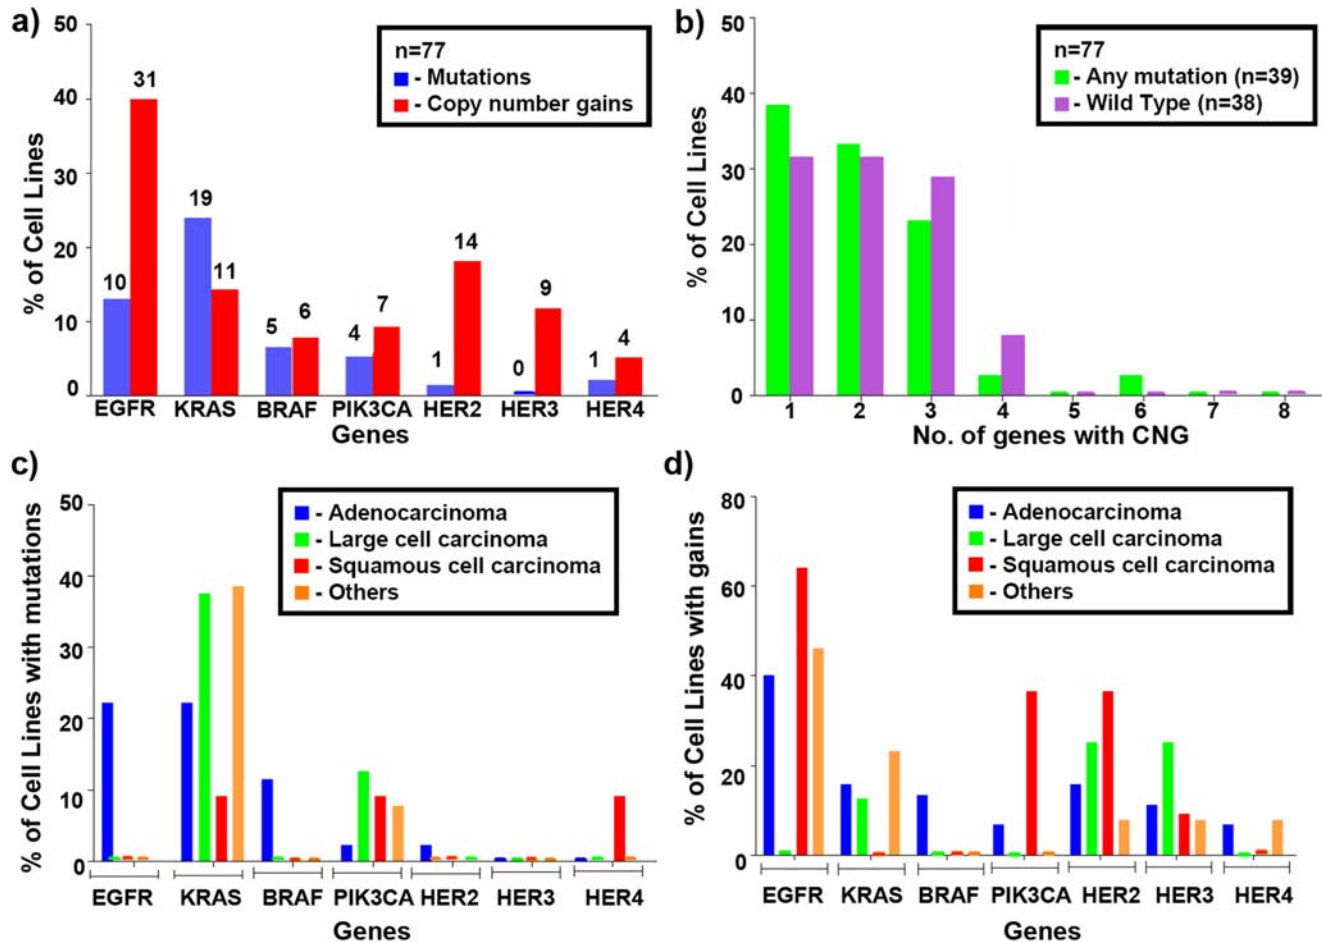 a)
50
40
30
20
10
0
% of Cell Lines
n=77
- Mutations
- Copy number gains
10
31
19
11
5
6
4
7
1
14
0
9
1
4
EGFR KRAS BRAF PIK3CA HER2 HER3 HER4
Genes
b)
50
40
30
20
10
0
% of Cell Lines
n=77
- Any mutation (n=39)
- Wild Type (n=38)
1 2 3 4 5 6 7 8
No. of genes with CNG
c)
50
40
30
20
10
0
% of Cell Lines with mutations
- Adenocarcinoma
- Large cell carcinoma
- Squamous cell carcinoma
- Others
EGFR KRAS BRAF PIK3CA HER2 HER3 HER4
Genes
d)
80
60
40
20
0
% of Cell Lines with gains
- Adenocarcinoma
- Large cell carcinoma
- Squamous cell carcinoma
- Others
EGFR KRAS BRAF PIK3CA HER2 HER3 HER4
Genes